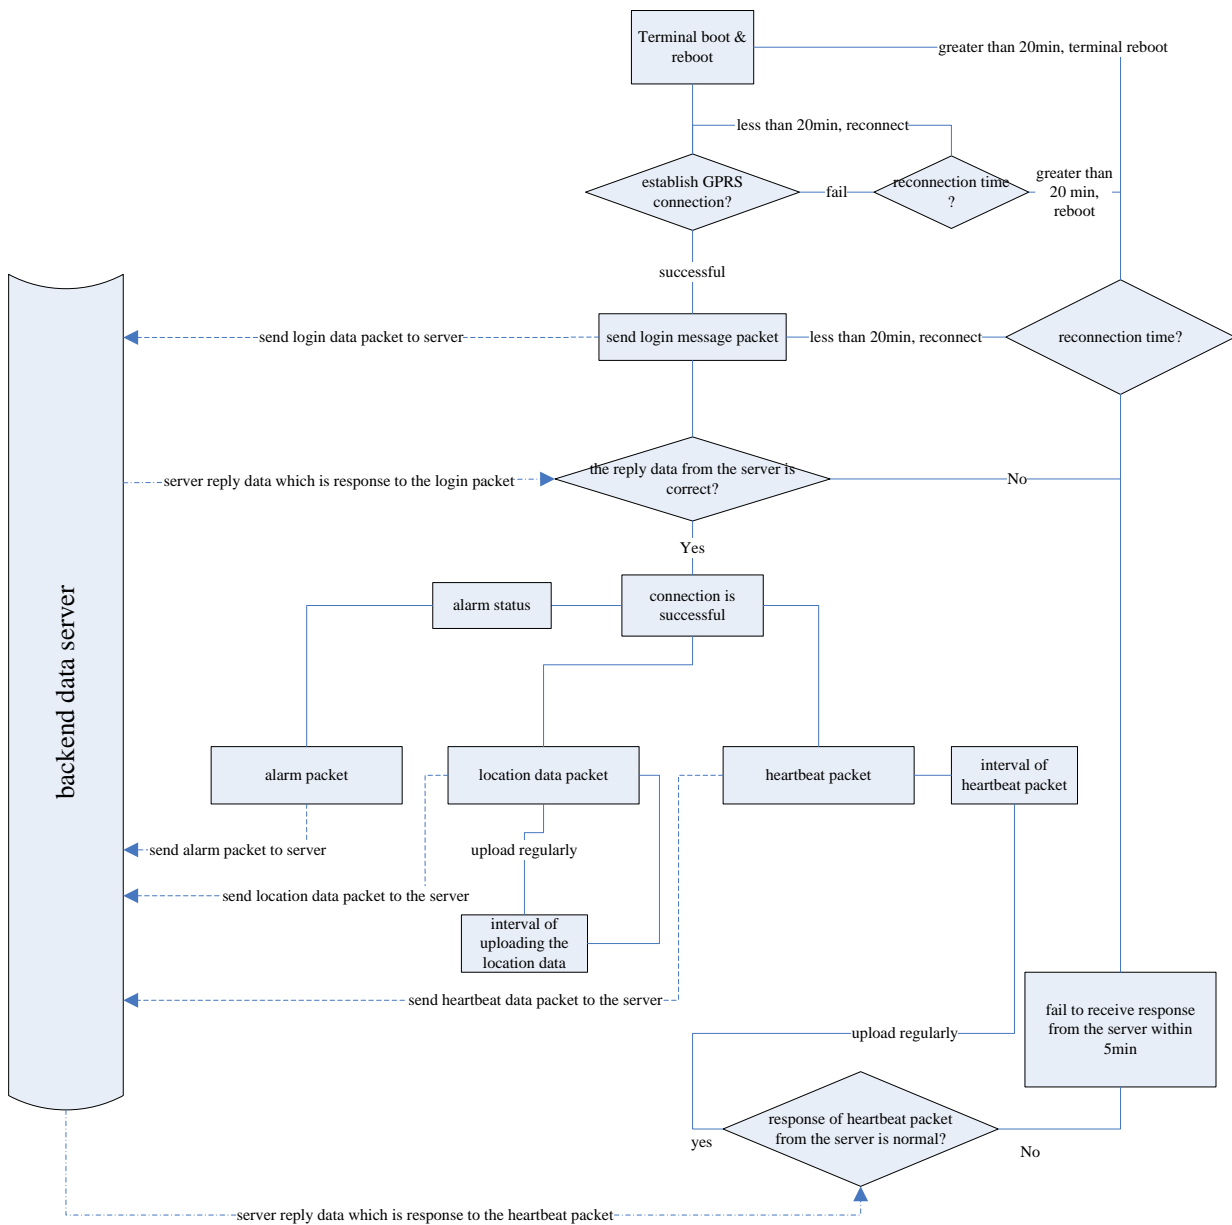 Terminal boot &
reboot
greater than 20min, terminal reboot
less than 20min, reconnect
establish GPRS
connection?
fail
reconnection time
?
greater than
20 min,
reboot
successful
send login data packet to server
send login message packet
less than 20min, reconnect
reconnection time?
server reply data which is response to the login packet
the reply data from the server is
correct?
No
Yes
alarm status
connection is
successful
backend data server
alarm packet
location data packet
heartbeat packet
interval of
heartbeat packet
send alarm packet to server
upload regularly
send location data packet to the server
interval of
uploading the
location data
send heartbeat data packet to the server
fail to receive response
from the server within
5min
upload regularly
response of heartbeat packet
from the server is normal?
yes
No
server reply data which is response to the heartbeat packet